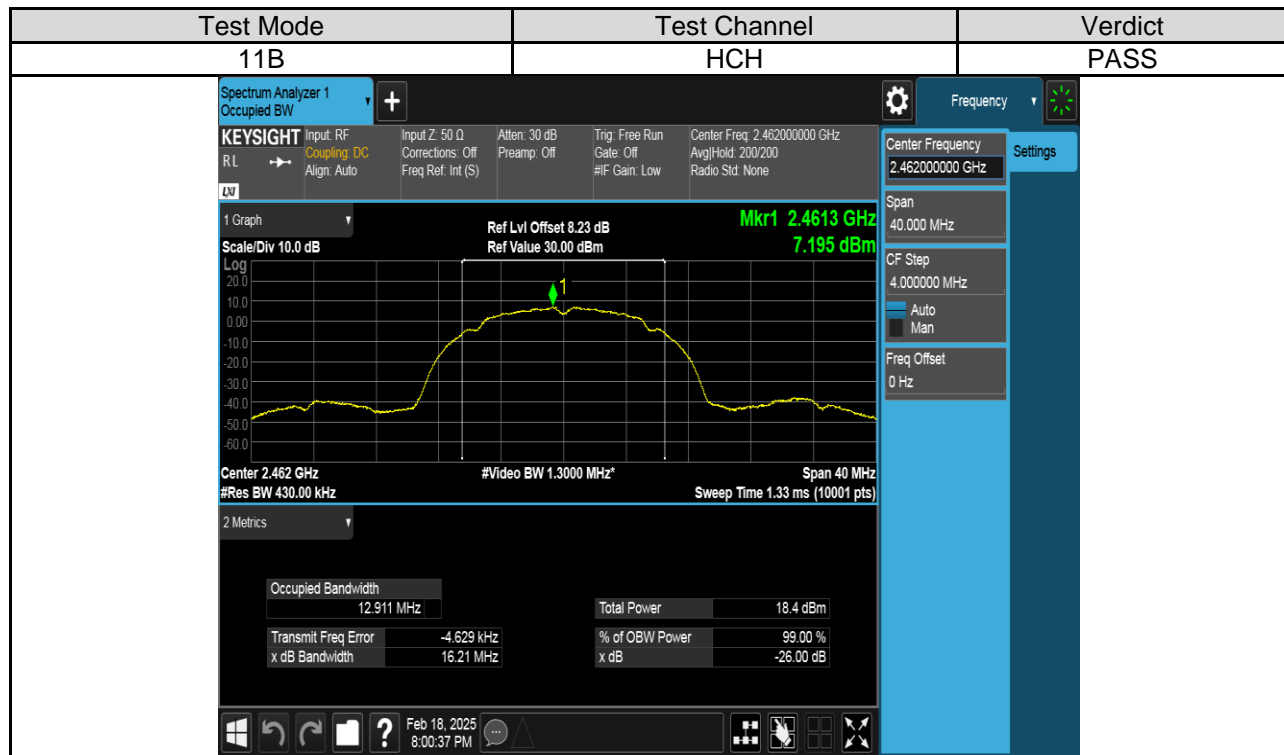 Test Mode Test Channel Verdict
11B HCH PASS
Spectrum Analyzer 1
Occupied BW
+
Frequency
KEYSIGHT Input: RF Input Z: 50 Ω Atten: 30 dB Trig: Free Run Center Freq: 2.462000000 GHz
R L Coupling: DC Corrections: Off Preamp: Off Gate: Off Avg|Hold: 200/200
Align: Auto Freq Ref: Int (S) #IF Gain: Low Radio Std: None
LXI
Center Frequency
2.462000000 GHz
Settings
Span
40.000 MHz
CF Step
4.000000 MHz
Auto
Man
Freq Offset
0 Hz
1 Graph Ref Lvl Offset 8.23 dB Mkr1 2.4613 GHz
Scale/Div 10.0 dB Ref Value 30.00 dBm 7.195 dBm
Log
20.0
1
10.0
0.00
-10.0
-20.0
-30.0
-40.0
-50.0
-60.0
Center 2.462 GHz #Video BW 1.3000 MHz* Span 40 MHz
#Res BW 430.00 kHz Sweep Time 1.33 ms (10001 pts)
2 Metrics
Occupied Bandwidth
12.911 MHz Total Power 18.4 dBm
Transmit Freq Error -4.629 kHz % of OBW Power 99.00 %
x dB Bandwidth 16.21 MHz x dB -26.00 dB
? Feb 18, 2025
8:00:37 PM